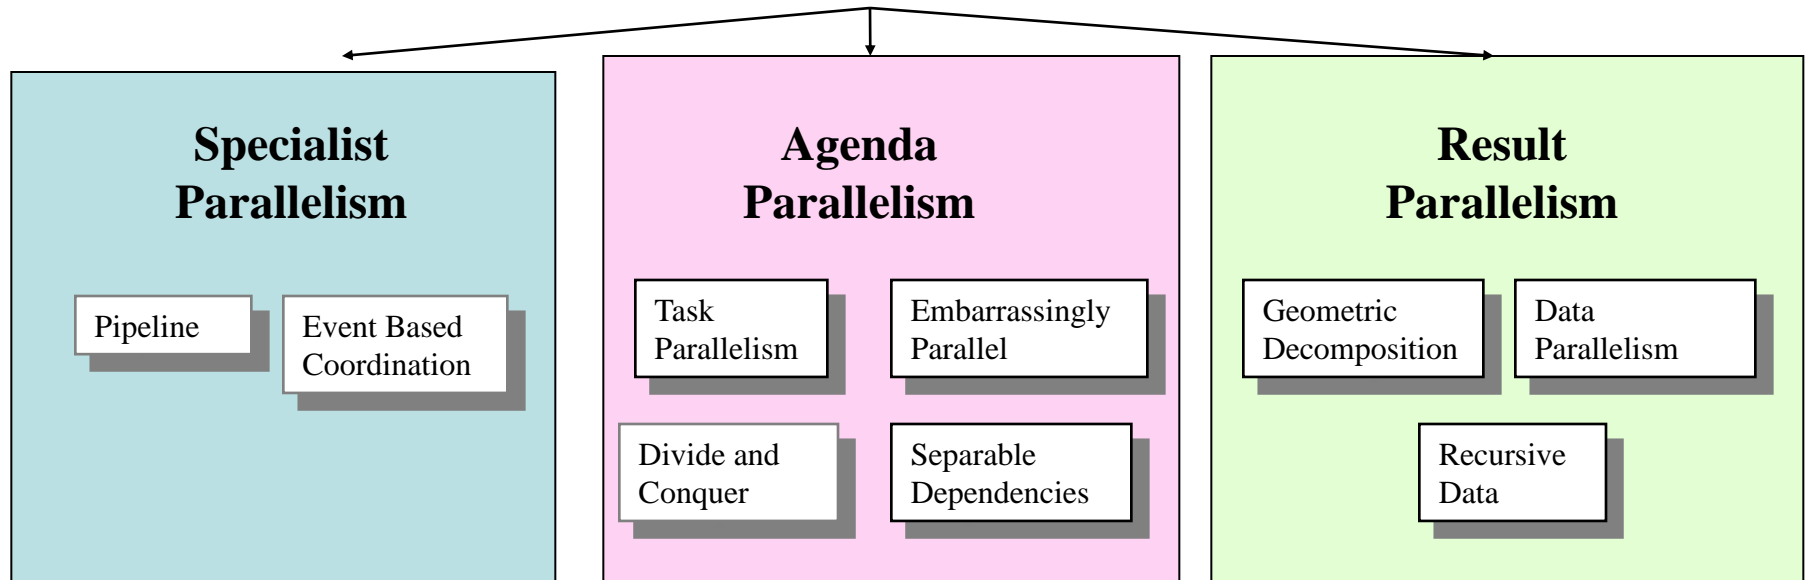 Specialist
Parallelism
Pipeline
Event Based
Coordination
Agenda
Parallelism
Task
Parallelism
Embarrassingly
Parallel
Divide and
Conquer
Separable
Dependencies
Result
Parallelism
Geometric
Decomposition
Data
Parallelism
Recursive
Data